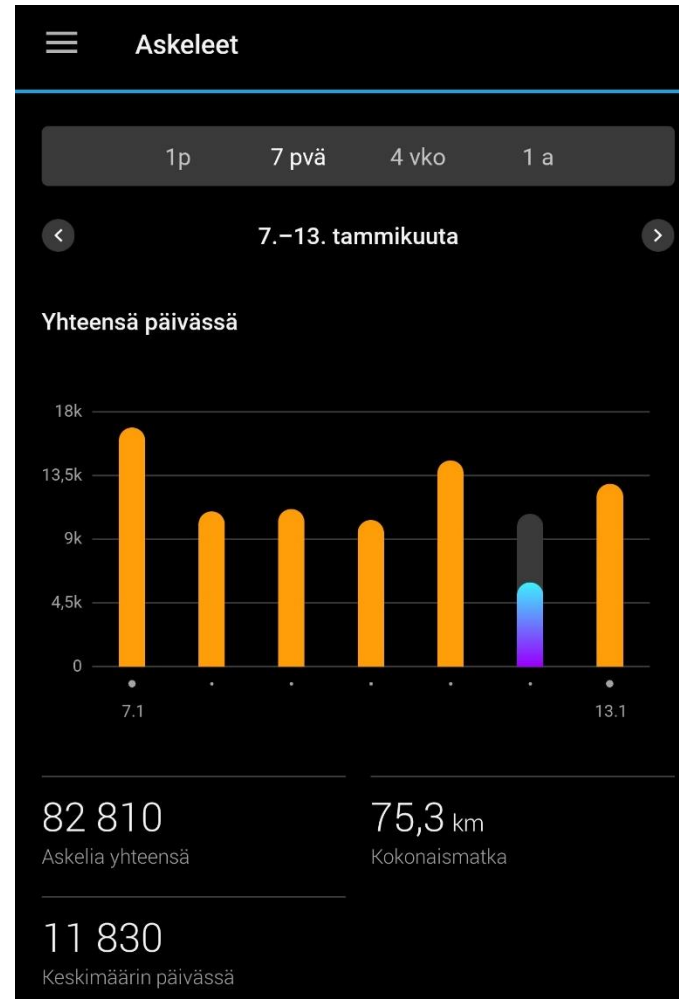 Askeleet
1p 7 pvä 4 vko 1 a
7.–13. tammikuuta
Yhteensä päivässä
18k
13,5k
9k
4,5k
0
7.1 13.1
82 810 75,3 km
Askelia yhteensä Kokonaismatka
11 830
Keskimäärin päivässä